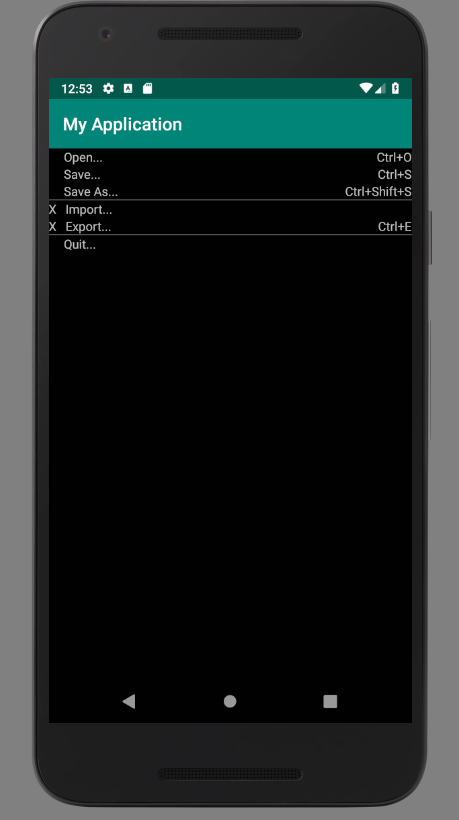 12:53
My Application
Open... Ctrl+O
Save... Ctrl+S
Save As... Ctrl+Shift+S
X Import...
X Export... Ctrl+E
Quit...